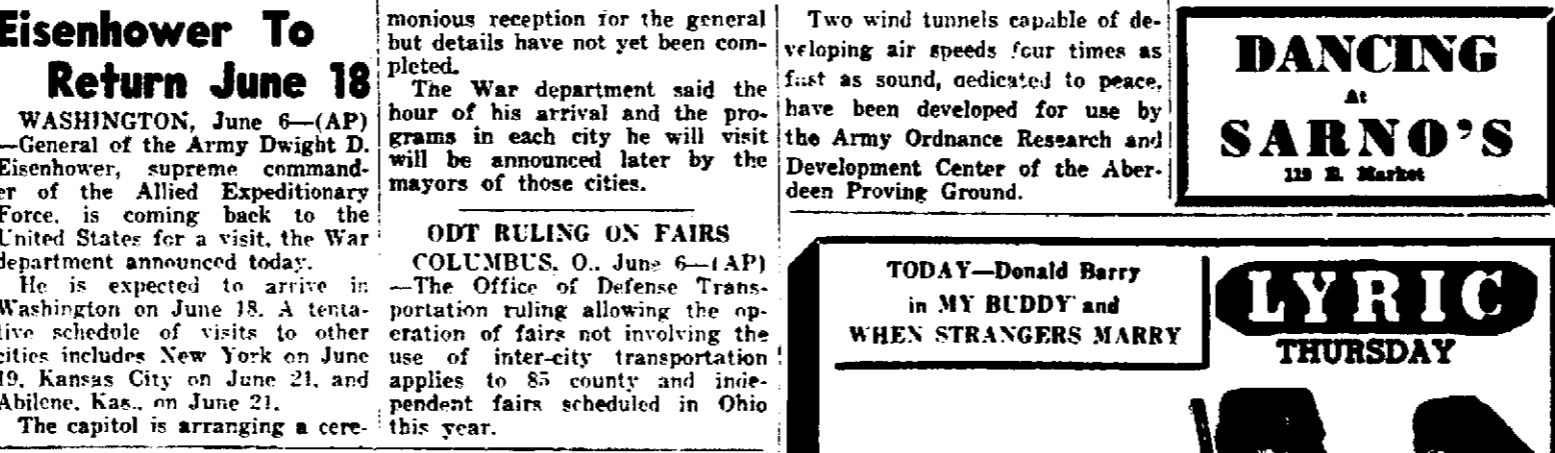 Eisenhower To
Return June 18
WASHINGTON, June 6—(AP)
—General of the Army Dwight D.
Eisenhower, supreme command-
er of the Allied Expeditionary
Force, is coming back to the
United States for a visit, the War
department announced today.
He is expected to arrive in
Washington on June 18. A tenta-
tive schedule of visits to other
cities includes New York on June
19, Kansas City on June 21, and
Abilene, Kas., on June 21.
The capitol is arranging a cere-
monious reception for the general
but details have not yet been com-
pleted.
The War department said the
hour of his arrival and the pro-
grams in each city he will visit
will be announced later by the
mayors of those cities.
ODT RULING ON FAIRS
COLUMBUS, O., June 6—(AP)
—The Office of Defense Trans-
portation ruling allowing the op-
eration of fairs not involving the
use of inter-city transportation
applies to 85 county and inde-
pendent fairs scheduled in Ohio
this year.
Two wind tunnels capable of de-
veloping air speeds four times as
fast as sound, dedicated to peace,
have been developed for use by
the Army Ordnance Research and
Development Center of the Aber-
deen Proving Ground.
DANCING
At
SARNO'S
119 E. Market
TODAY—Donald Barry
in MY BUDDY and
WHEN STRANGERS MARRY
LYRIC
THURSDAY